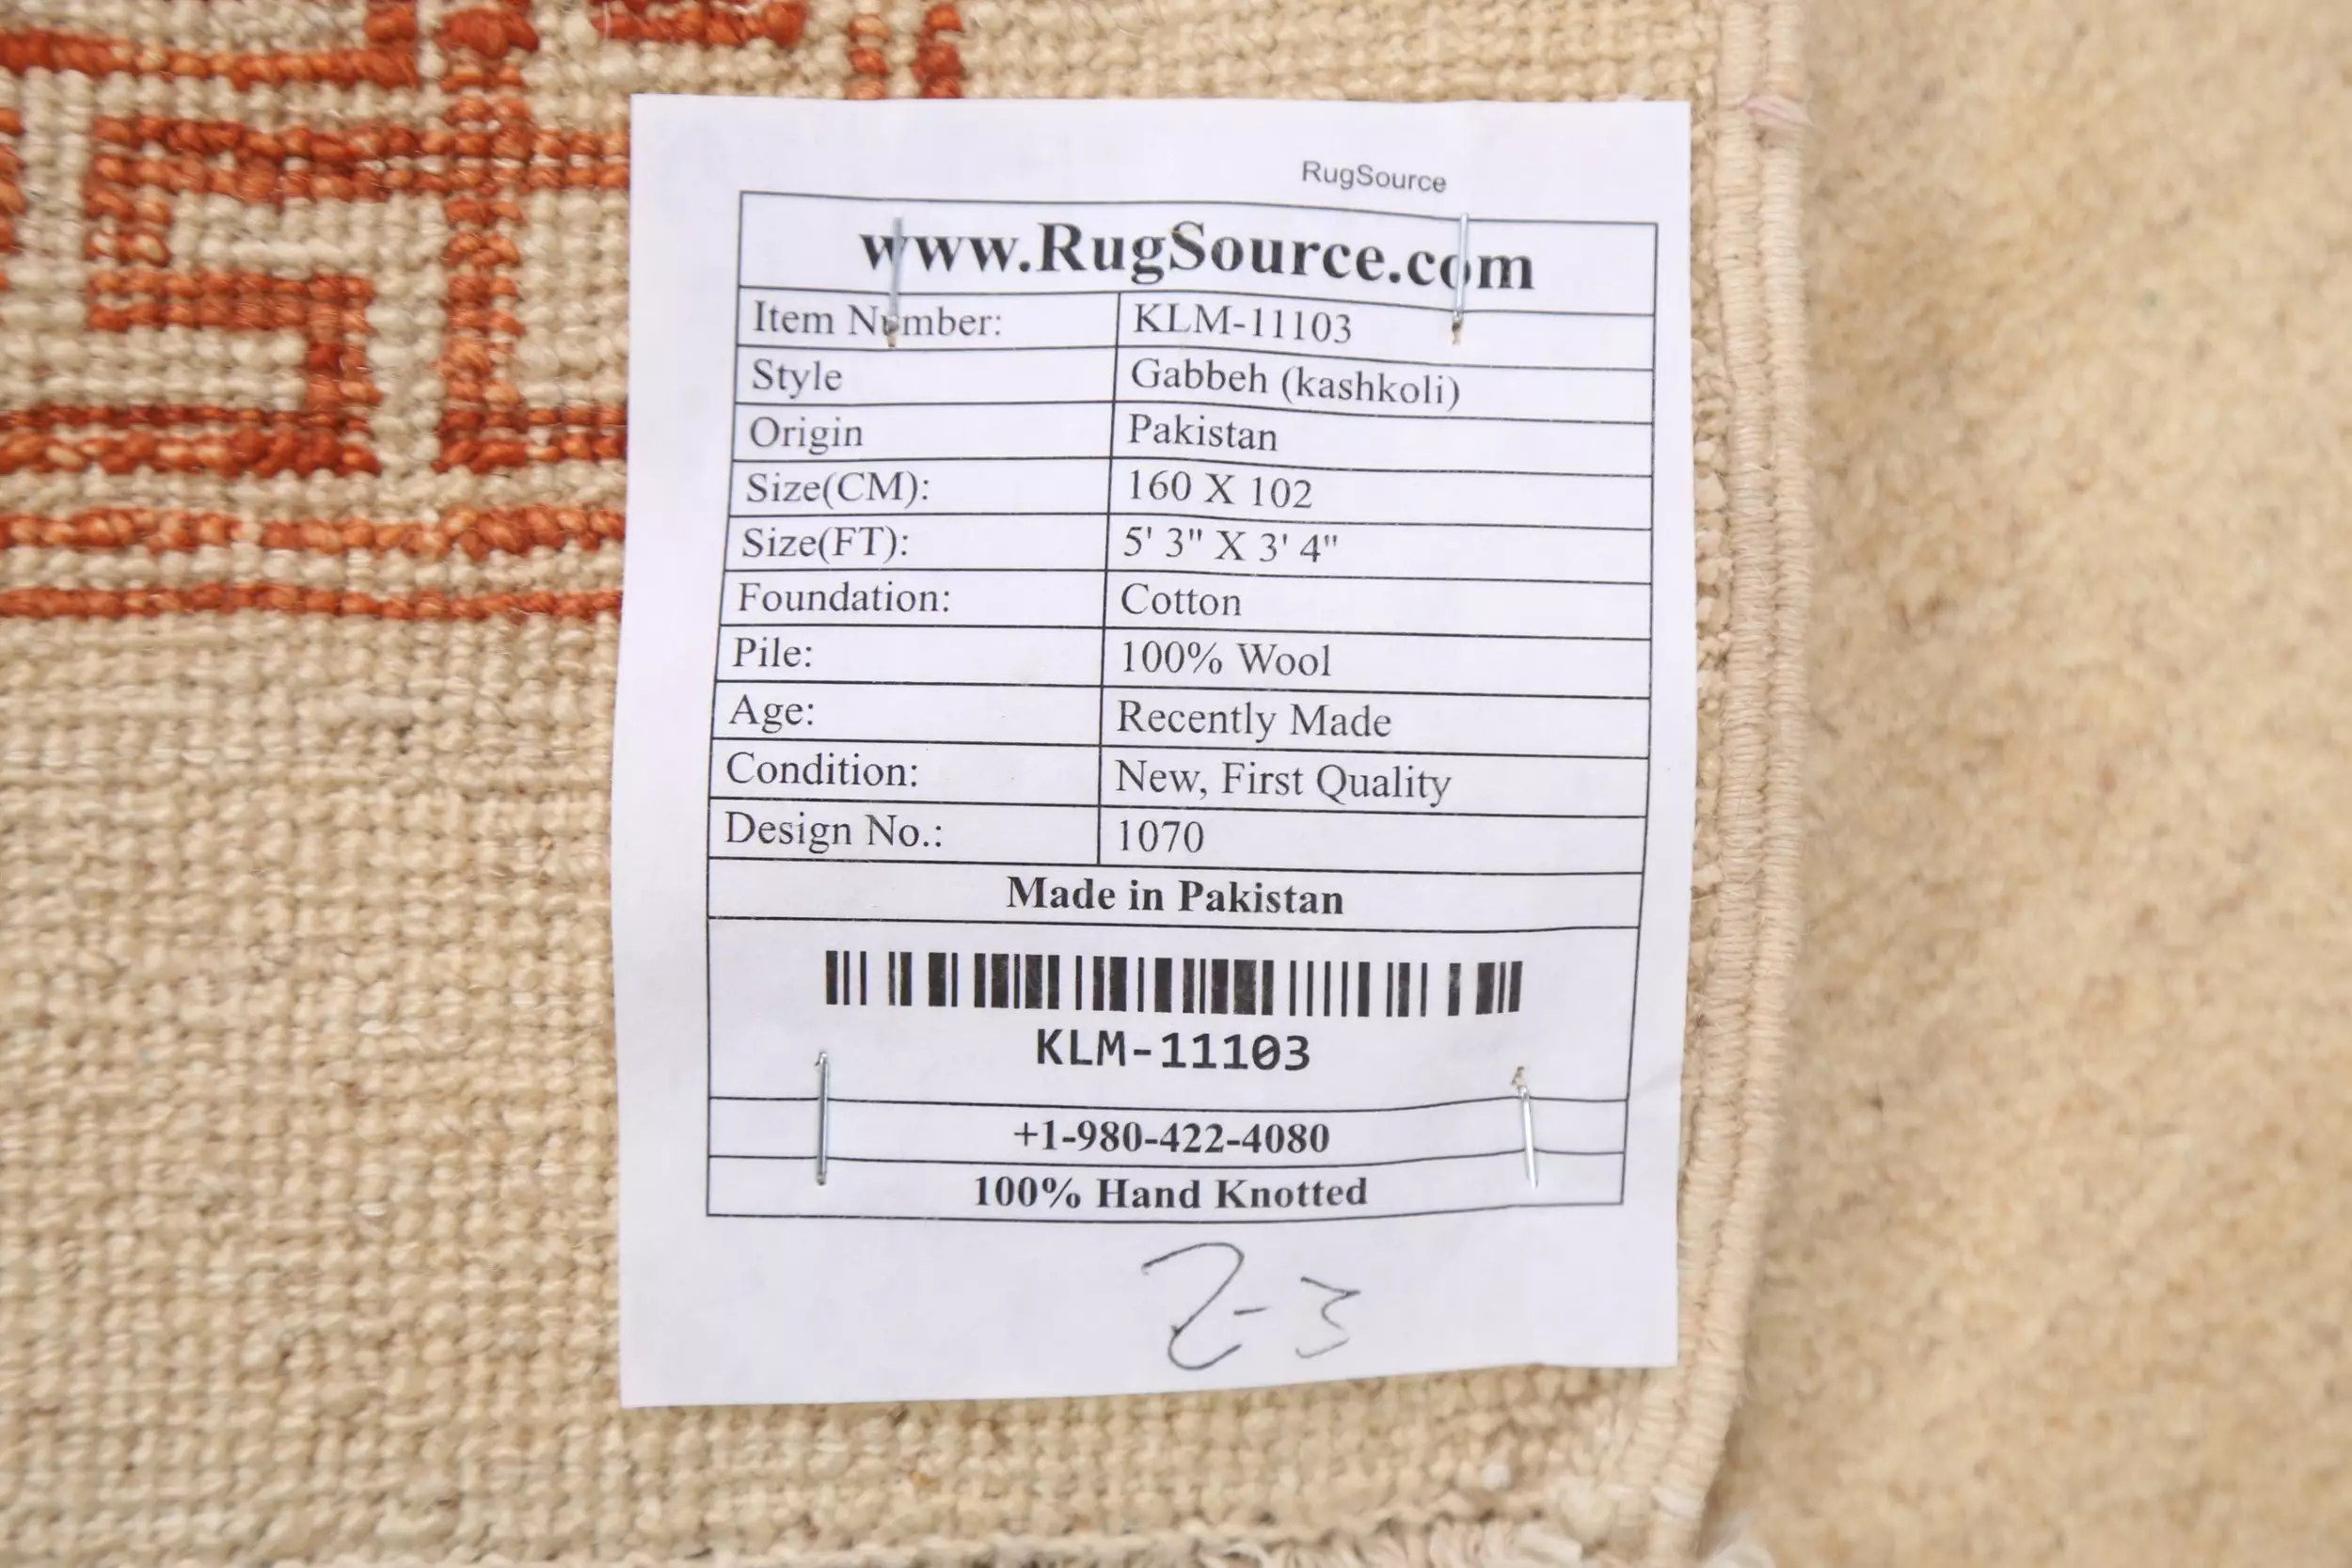 RugSource
www.RugSource.com
Item Number: KLM-11103
Style Gabbeh (kashkoli)
Origin Pakistan
Size(CM): 160 X 102
Size(FT): 5' 3" X 3' 4"
Foundation: Cotton
Pile: 100% Wool
Age: Recently Made
Condition: New, First Quality
Design No.: 1070
Made in Pakistan
KLM-11103
+1-980-422-4080
100% Hand Knotted
2-3